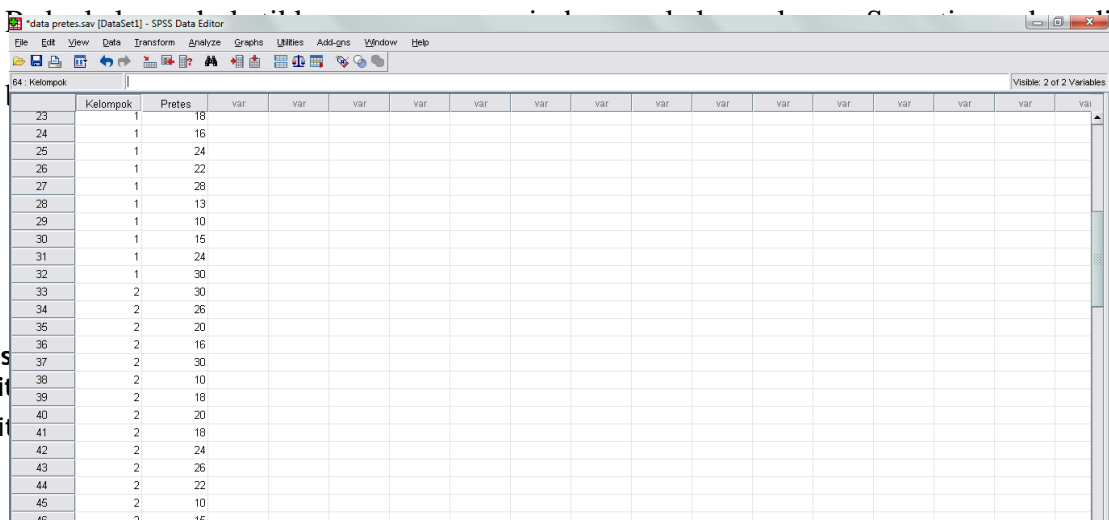 *data pretes.sav [DataSet1] - SPSS Data Editor
File Edit View Data Transform Analyze Graphs Utilities Add-ons Window Help
64 : Kelompok
Visible: 2 of 2 Variables
Kelompok Pretes var var var var var var var var var var var var var
23 1 18
24 1 16
25 1 24
26 1 22
27 1 28
28 1 13
29 1 10
30 1 15
31 1 24
32 1 30
33 2 30
34 2 26
35 2 20
36 2 16
37 2 30
38 2 10
39 2 18
40 2 20
41 2 18
42 2 24
43 2 26
44 2 22
45 2 10
46 2 15